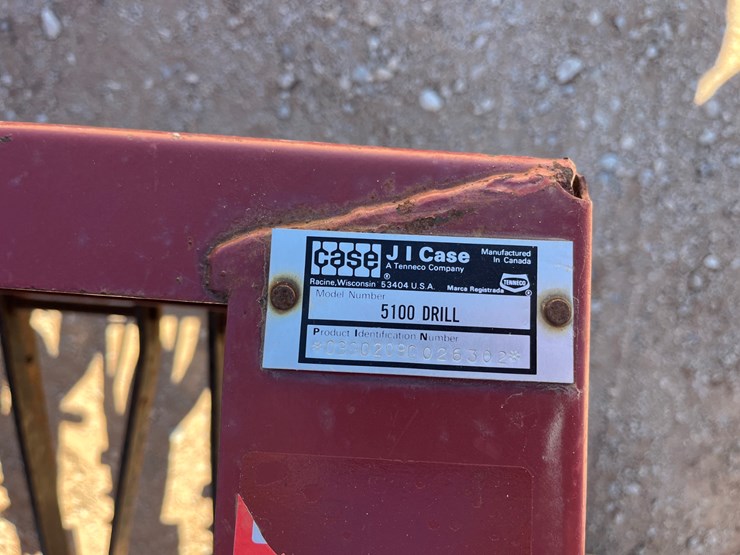 case J I Case Manufactured In Canada
A Tenneco Company
® TENNECO
Racine, Wisconsin 53404 U.S.A. Marca Registrada ®
Model Number
5100 DRILL
Product Identification Number